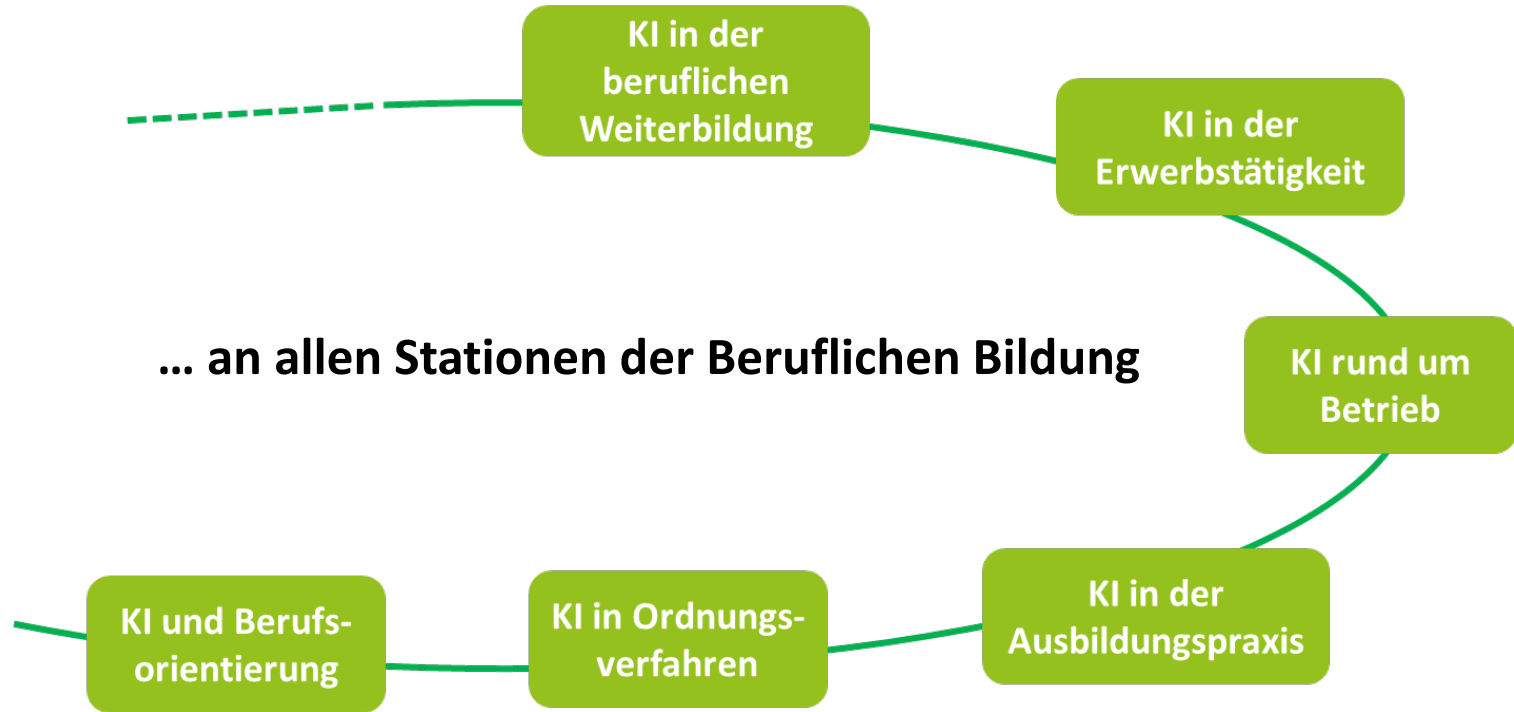 KI in der
beruflichen
Weiterbildung
KI in der
Erwerbstätigkeit
... an allen Stationen der Beruflichen Bildung
KI rund um
Betrieb
KI in der
Ausbildungspraxis
KI in Ordnungs-
verfahren
KI und Berufs-
orientierung